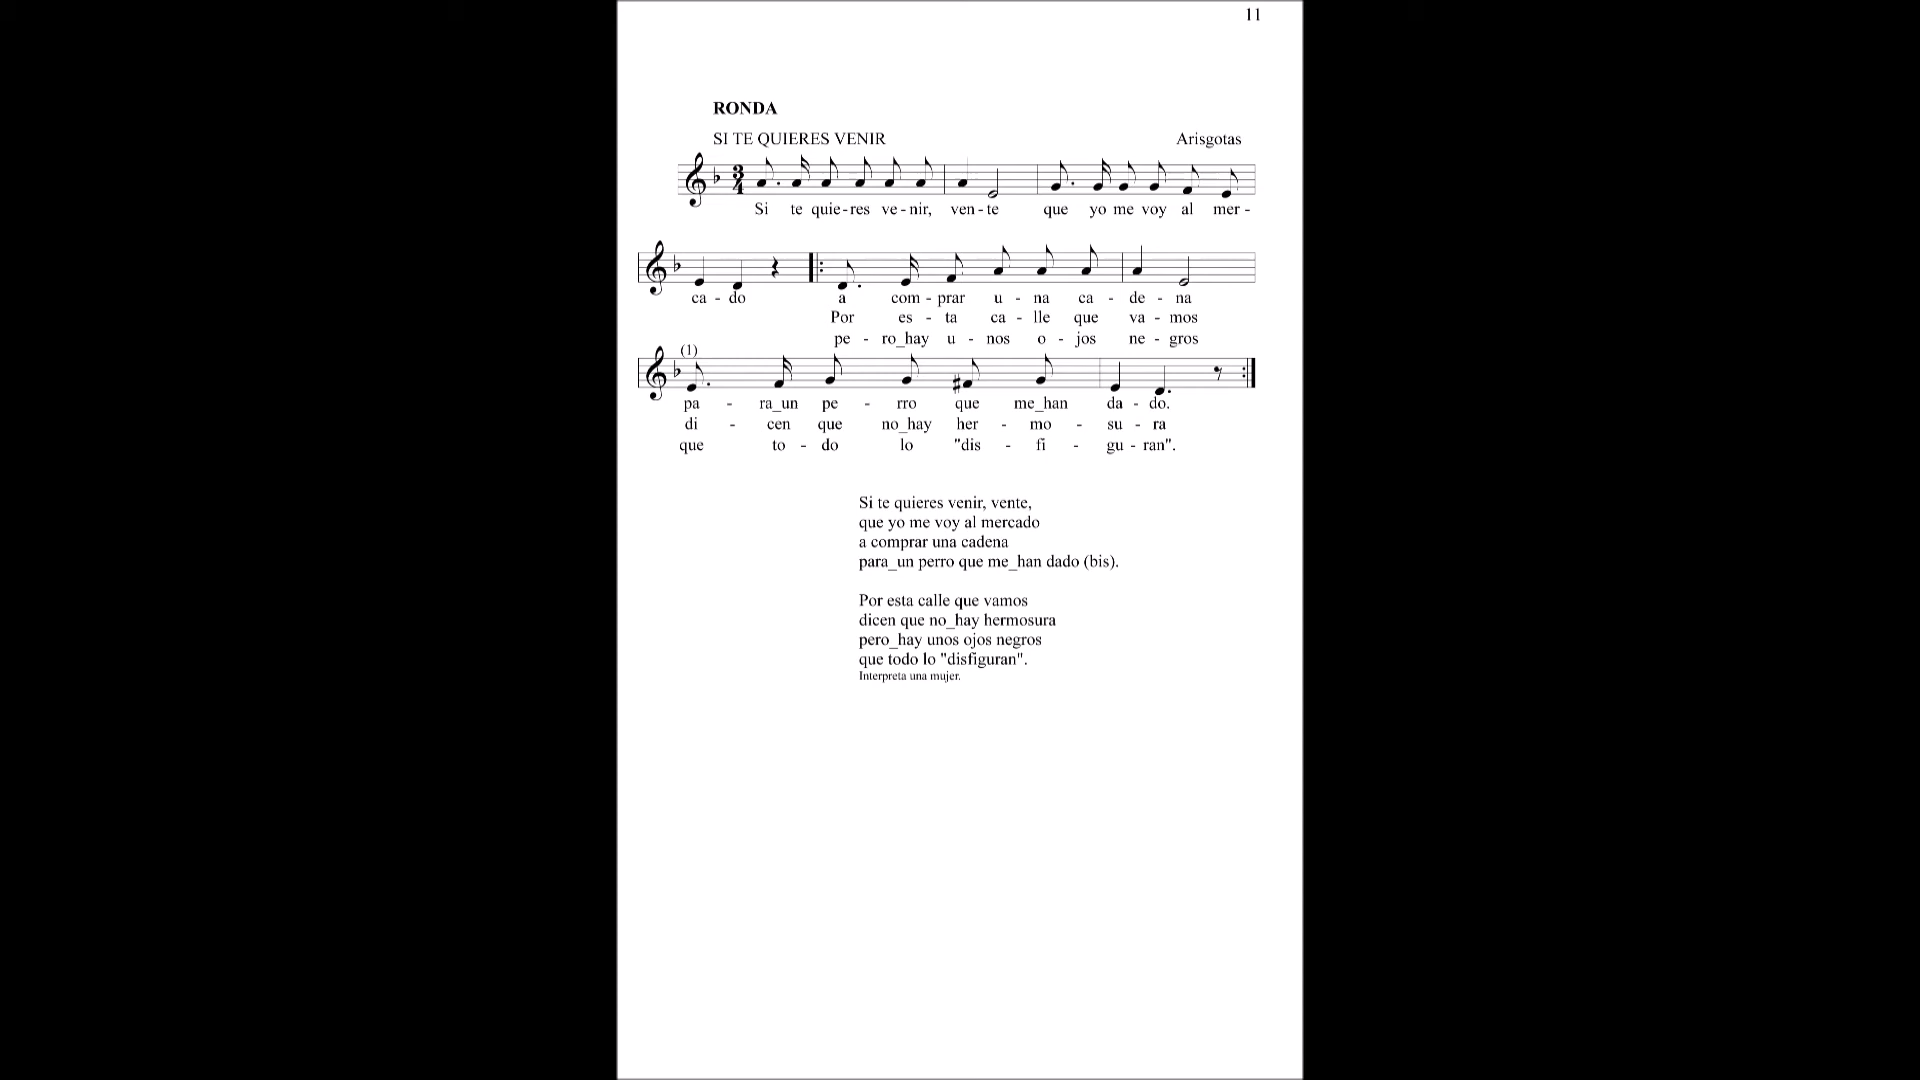 11
RONDA
SI TE QUIERES VENIR Arisgotas
3
4
Si te quie - res ve - nir, ven - te que yo me voy al mer -
ca - do a com - prar u - na ca - de - na
Por es - ta ca - lle que va - mos
pe - ro_hay u - nos o - jos ne - gros
(1)
pa - ra_un pe - rro que me_han da - do.
di - cen que no_hay her - mo - su - ra
que to - do lo "dis - fi - gu - ran".
Si te quieres venir, vente,
que yo me voy al mercado
a comprar una cadena
para_un perro que me_han dado (bis).
Por esta calle que vamos
dicen que no_hay hermosura
pero_hay unos ojos negros
que todo lo "disfiguran".
Interpreta una mujer.